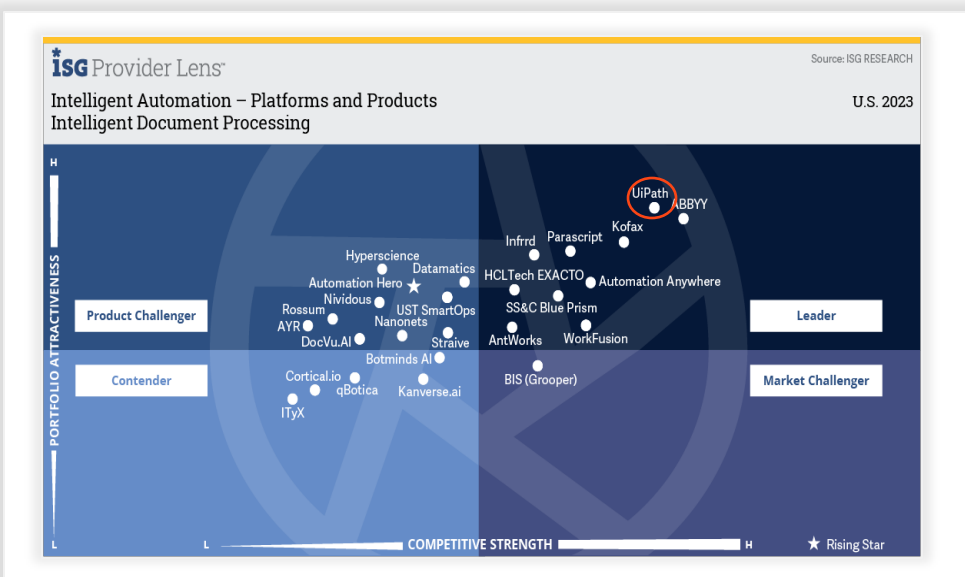 ISG Provider Lens™
Source: ISG RESEARCH
Intelligent Automation – Platforms and Products
U.S. 2023
Intelligent Document Processing
H
PORTFOLIO ATTRACTIVENESS
L
UiPath
ABBYY
Kofax
Parascript
Infrrd
HCLTech EXACTO
Automation Anywhere
SS&C Blue Prism
AntWorks
WorkFusion
Hyperscience
Datamatics
Automation Hero
Nividous
UST SmartOps
Rossum
Nanonets
AYR
DocVu.AI
Straive
Product Challenger
Leader
Botminds AI
BIS (Grooper)
Contender
Market Challenger
Cortical.io
qBotica
Kanverse.ai
ITyX
L
COMPETITIVE STRENGTH
H
Rising Star